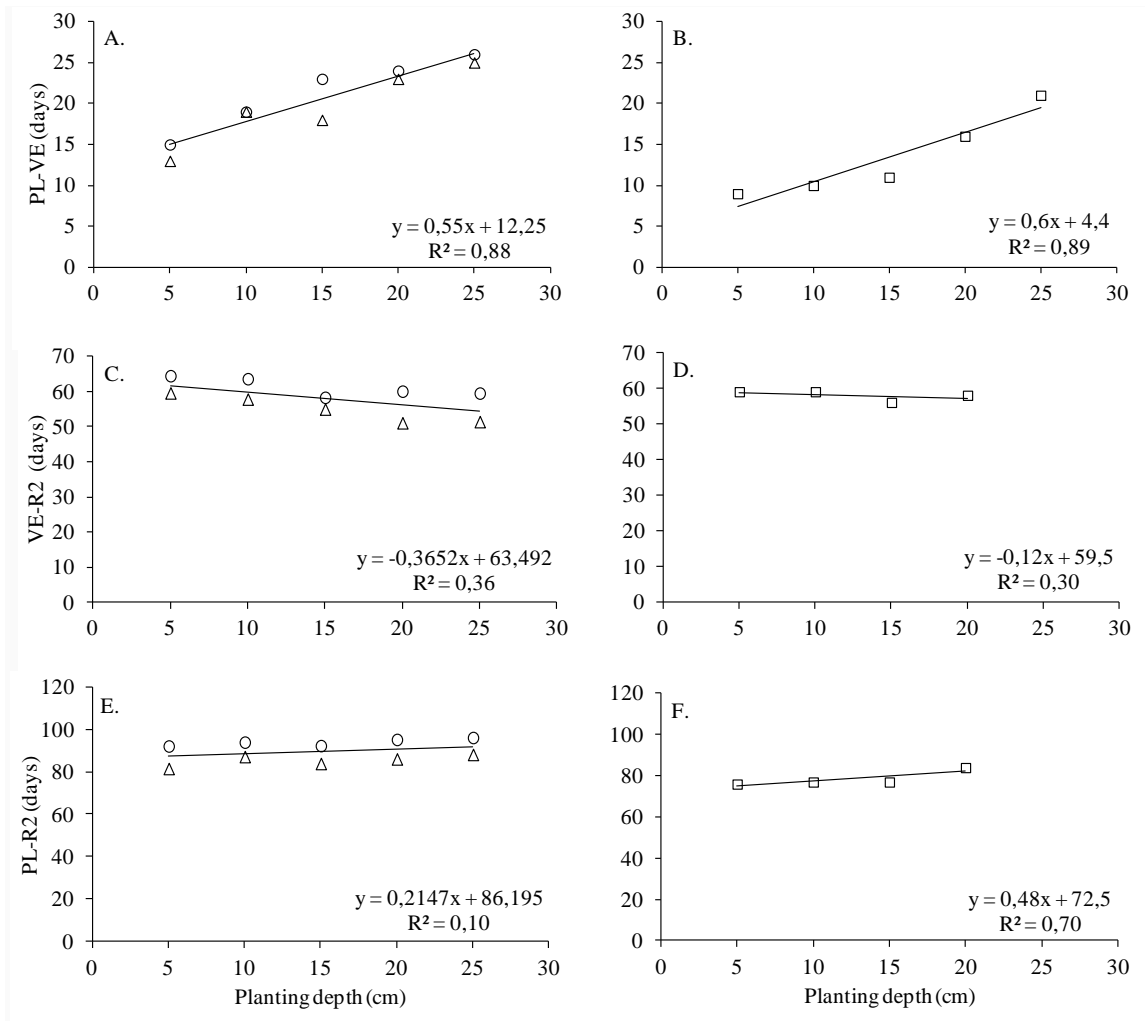 A.
PL-VE (days)
30
25
20
15
10
5
0
0 5 10 15 20 25 30
y = 0,55x + 12,25
R² = 0,88
B.
30
25
20
15
10
5
0
0 5 10 15 20 25 30
y = 0,6x + 4,4
R² = 0,89
C.
VE-R2 (days)
70
60
50
40
30
20
10
0
0 5 10 15 20 25 30
y = -0,3652x + 63,492
R² = 0,36
D.
70
60
50
40
30
20
10
0
0 5 10 15 20 25 30
y = -0,12x + 59,5
R² = 0,30
E.
PL-R2 (days)
120
100
80
60
40
20
0
0 5 10 15 20 25 30
y = 0,2147x + 86,195
R² = 0,10
Planting depth (cm)
F.
120
100
80
60
40
20
0
0 5 10 15 20 25 30
y = 0,48x + 72,5
R² = 0,70
Planting depth (cm)